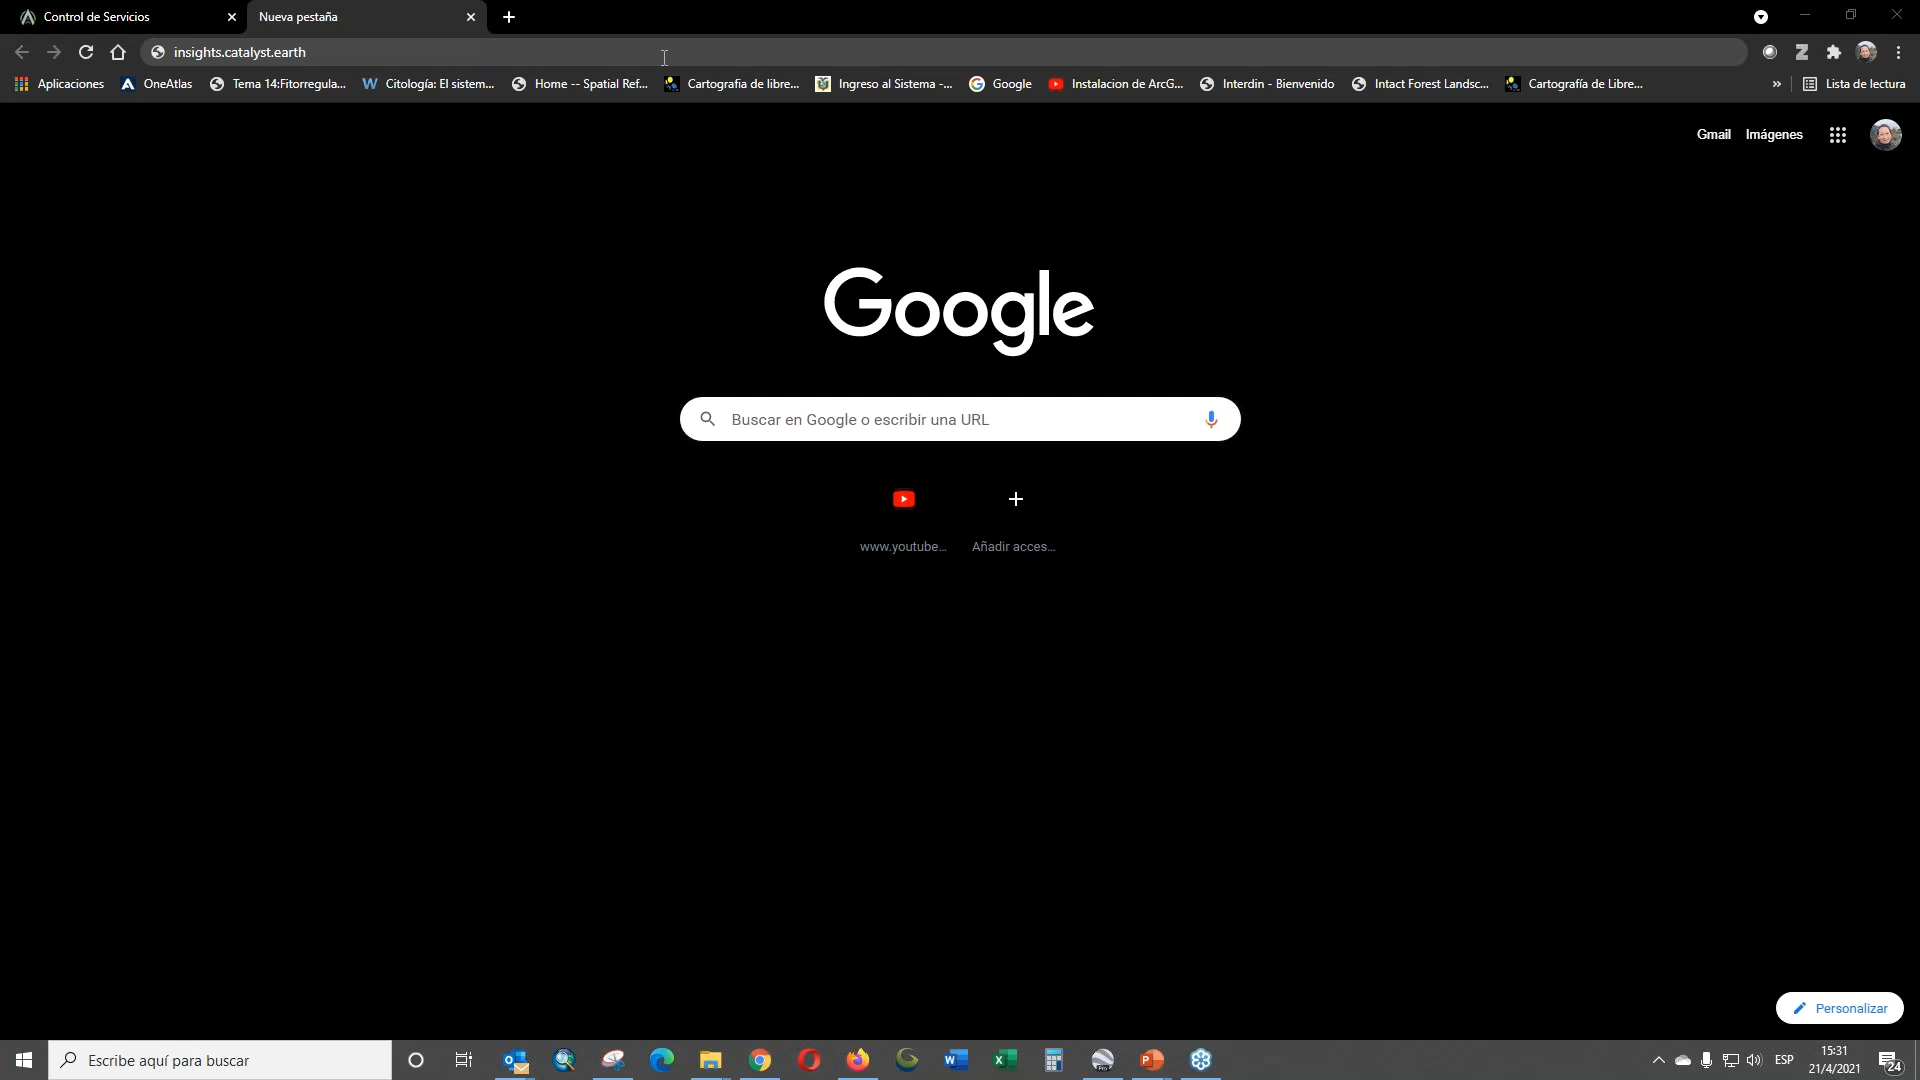 Control de Servicios
Nueva pestaña
insights.catalyst.earth
Aplicaciones
OneAtlas
Tema 14:Fitorregula...
Citología: El sistem...
Home -- Spatial Ref...
Cartografia de libre...
Ingreso al Sistema -...
Google
Instalacion de ArcG...
Interdin - Bienvenido
Intact Forest Landsc...
Cartografía de Libre...
»
Lista de lectura
Gmail
Imágenes
Google
Buscar en Google o escribir una URL
www.youtube...
Añadir acces...
Personalizar
Escribe aquí para buscar
ESP
15:31
21/4/2021
24